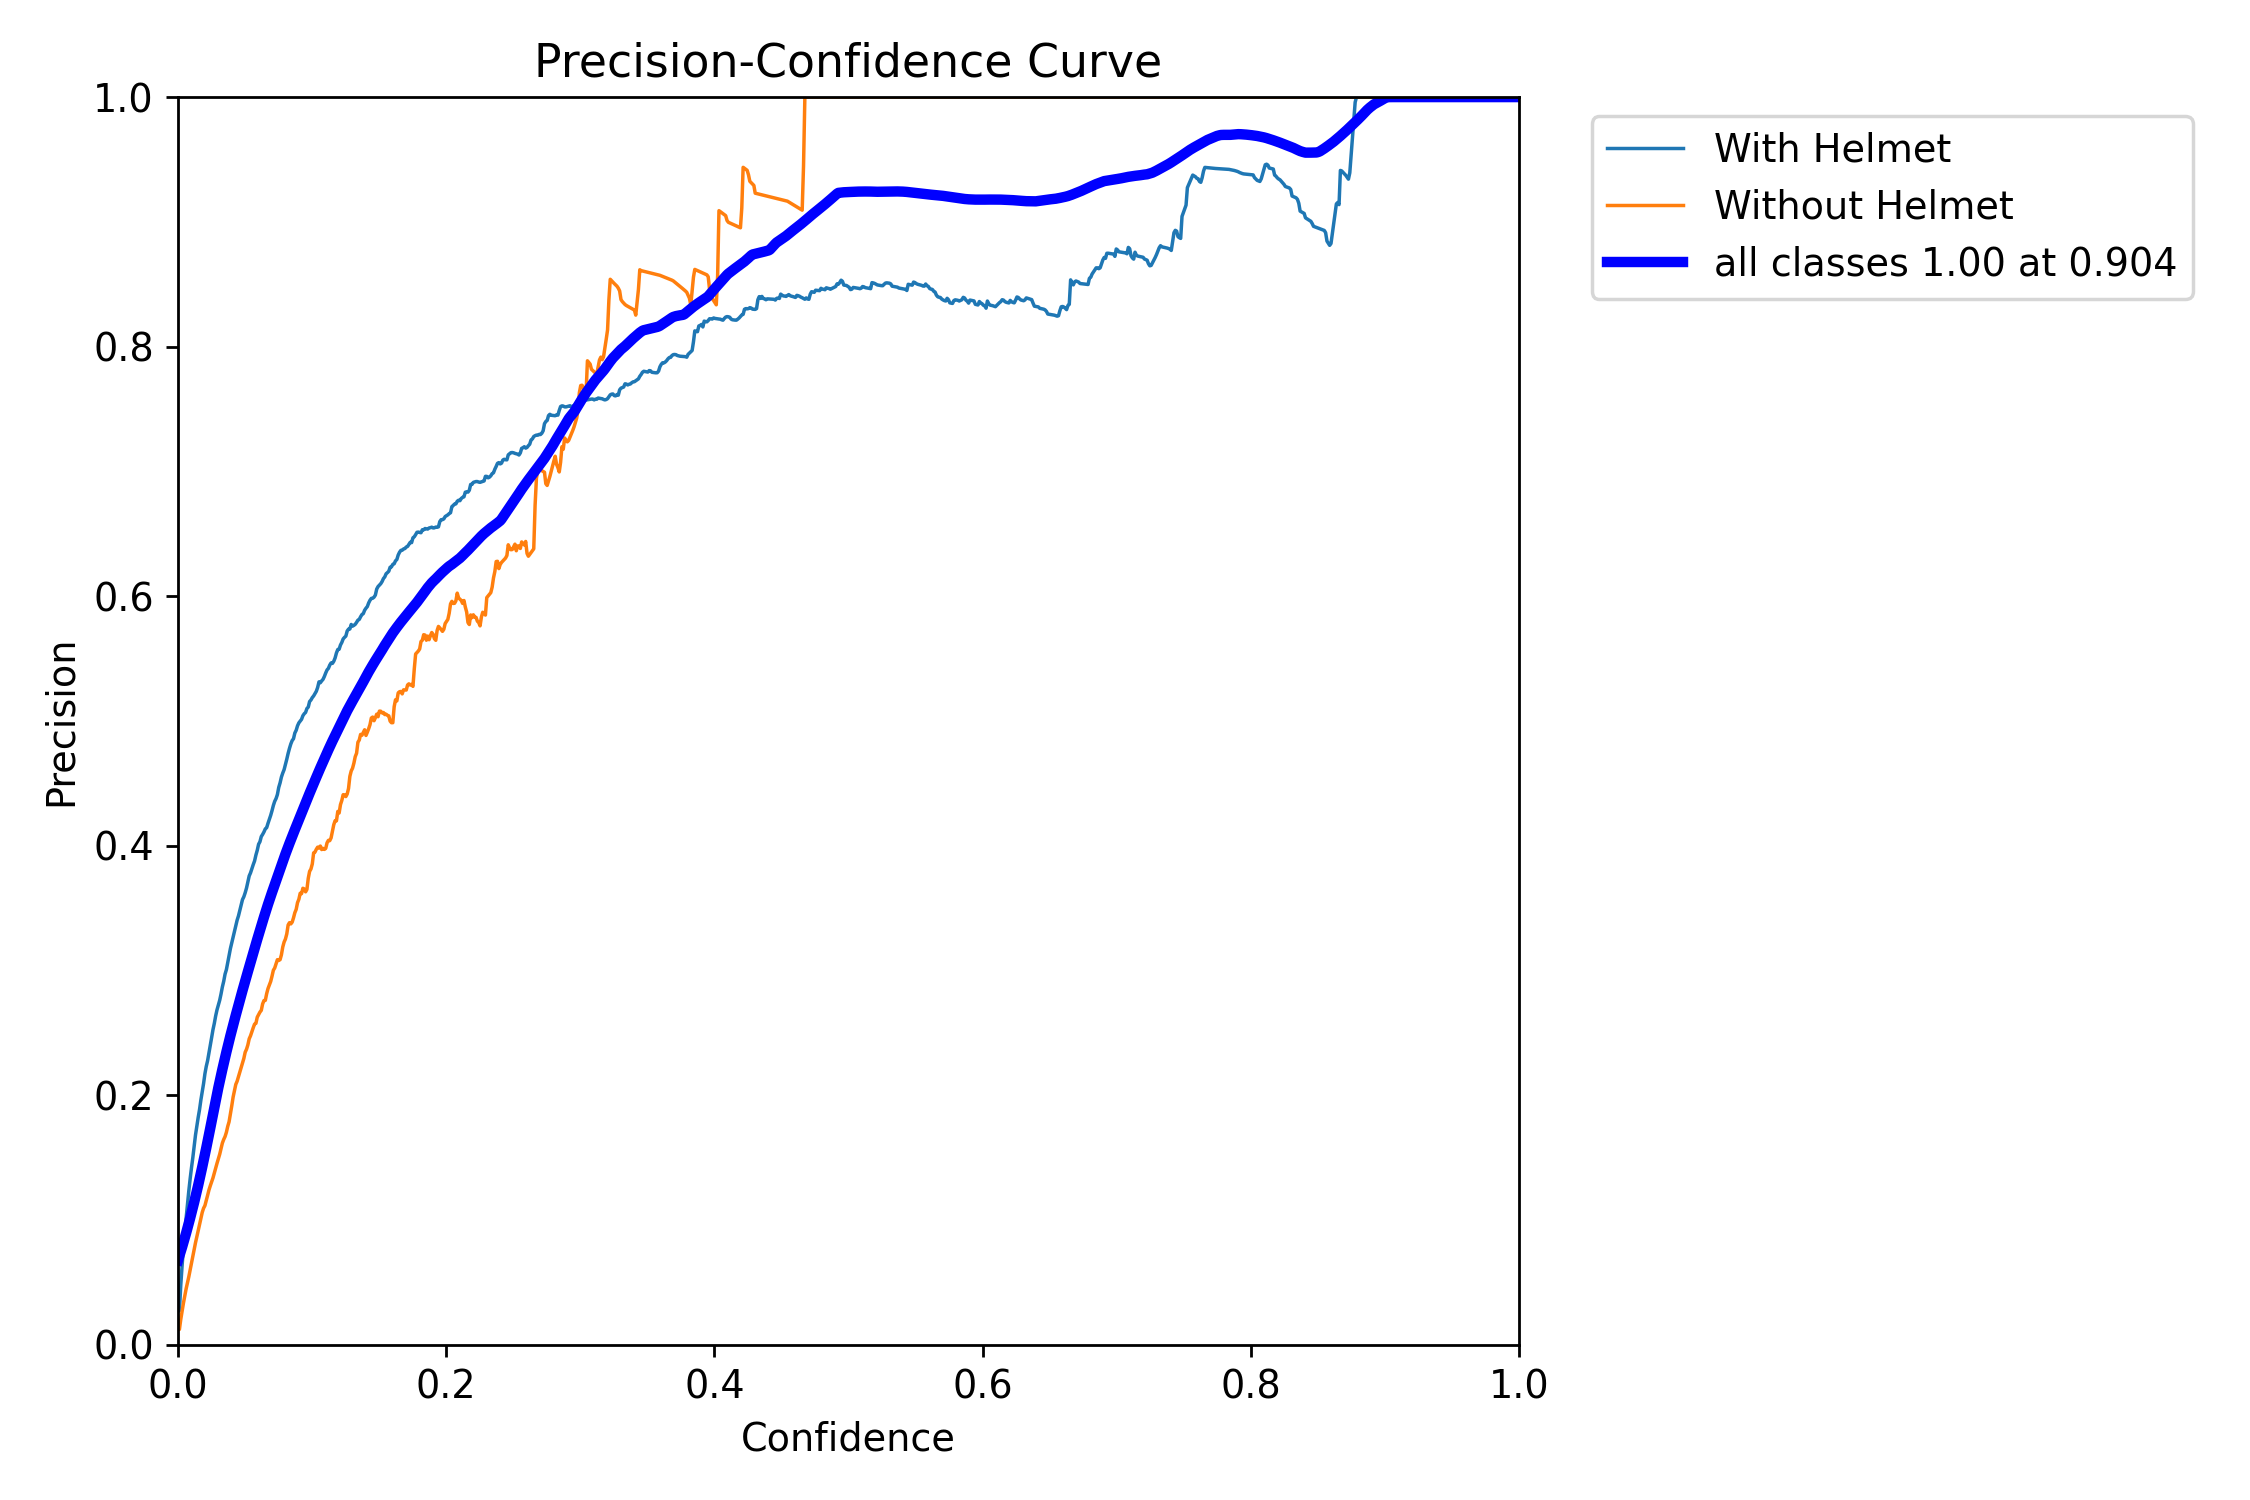 Precision-Confidence Curve
1.0
0.8
0.6
0.4
0.2
0.0
Precision
0.0 0.2 0.4 0.6 0.8 1.0
Confidence
With Helmet
Without Helmet
all classes 1.00 at 0.904